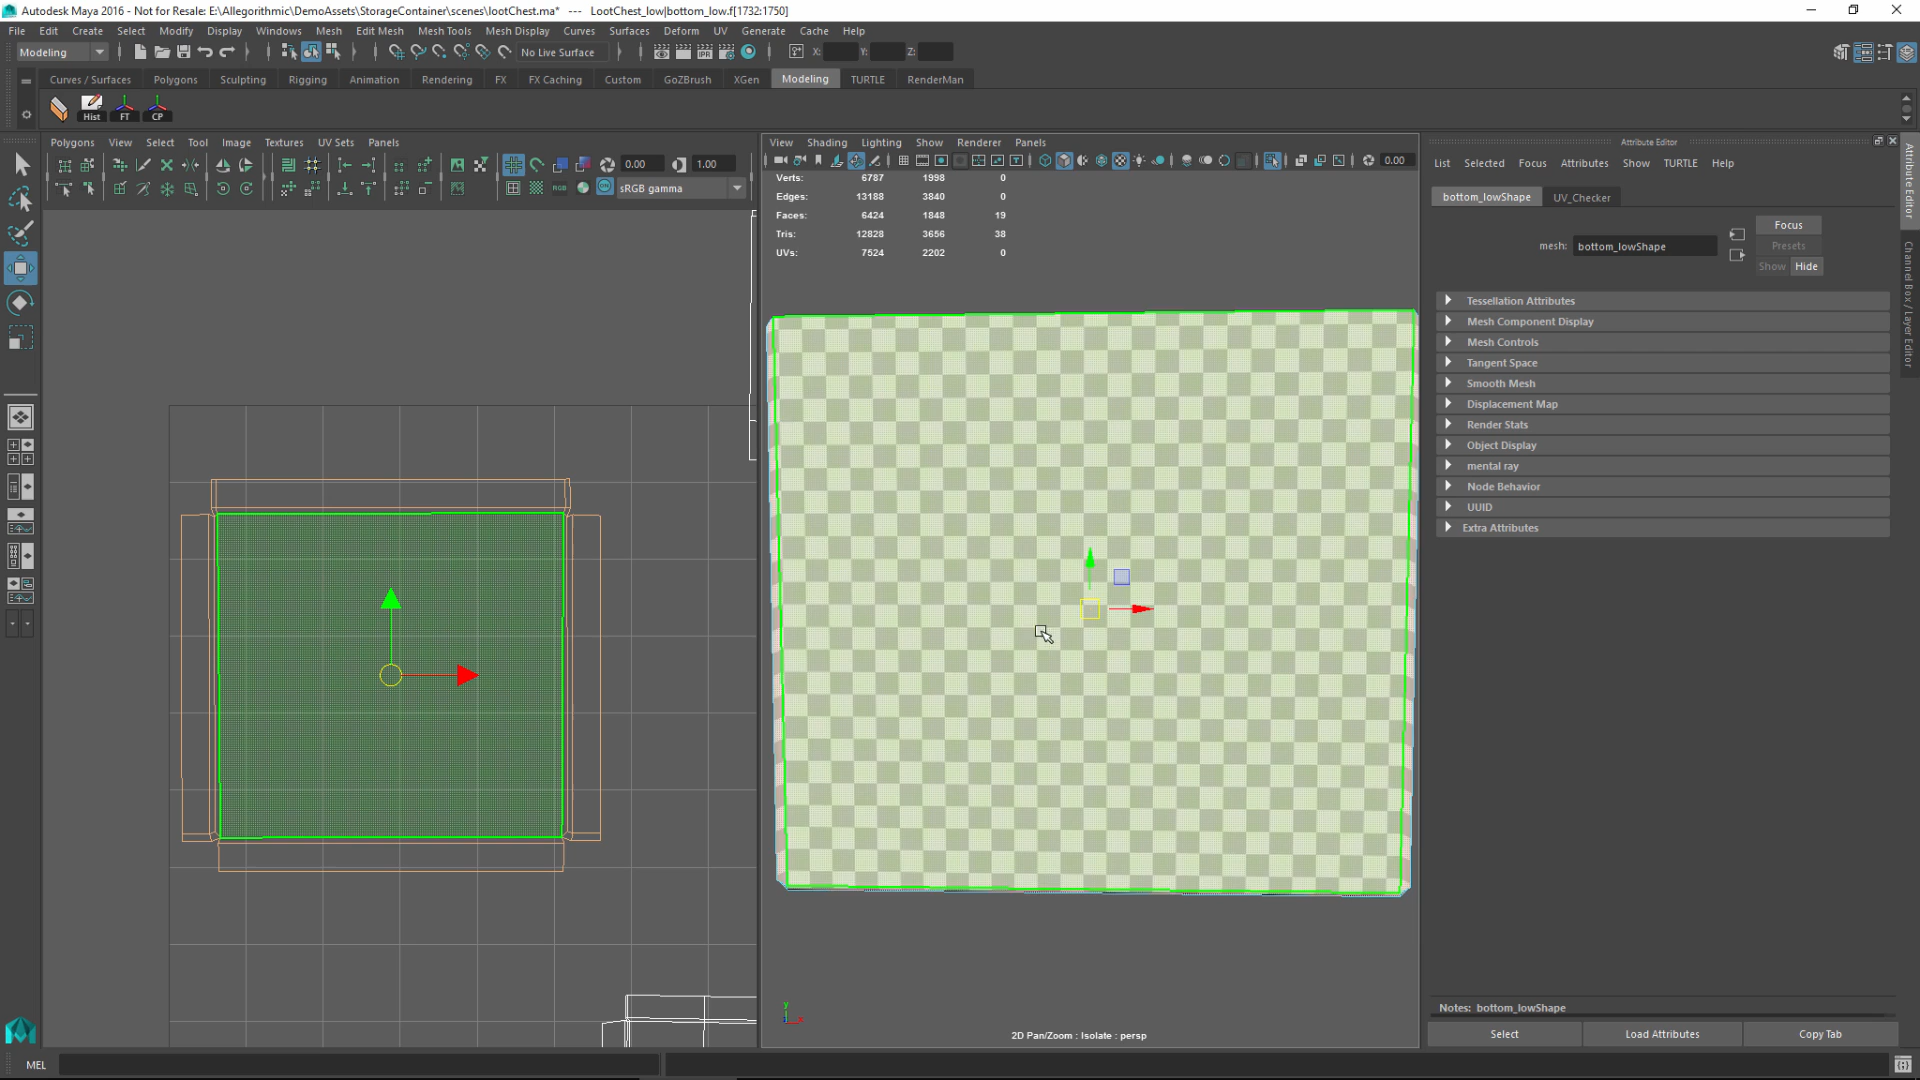 Autodesk Maya 2016 - Not for Resale: E:\Allegorithmic\DemoAssets\StorageContainer\scenes\lootChest.ma* --- LootChest_low|bottom_low.f[1732:1750]
File Edit Create Select Modify Display Windows Mesh Edit Mesh Mesh Tools Mesh Display Curves Surfaces Deform UV Generate Cache Help
Modeling No Live Surface X: Y: Z:
Curves / Surfaces Polygons Sculpting Rigging Animation Rendering FX FX Caching Custom GoZBrush XGen Modeling TURTLE RenderMan
Hist FT CP
Polygons View Select Tool Image Textures UV Sets Panels
0.00 1.00
RGB sRGB gamma
View Shading Lighting Show Renderer Panels
0.00
Verts: 6787 1998 0
Edges: 13188 3840 0
Faces: 6424 1848 19
Tris: 12828 3656 38
UVs: 7524 2202 0
y
2D Pan/Zoom : Isolate : persp
Attribute Editor
List Selected Focus Attributes Show TURTLE Help
bottom_lowShape UV_Checker
mesh: bottom_lowShape
Focus
Presets
Show Hide
Tessellation Attributes
Mesh Component Display
Mesh Controls
Tangent Space
Smooth Mesh
Displacement Map
Render Stats
Object Display
mental ray
Node Behavior
UUID
Extra Attributes
Notes: bottom_lowShape
Select Load Attributes Copy Tab
Attribute Editor
Channel Box / Layer Editor
MEL